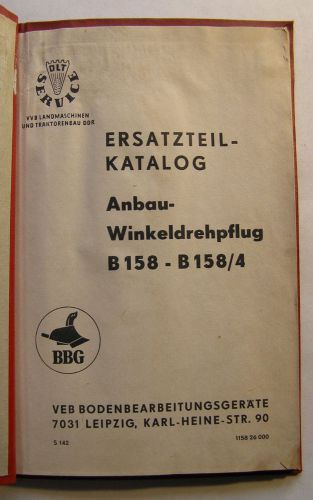 DLT
SERVICE
VVB LANDMASCHINEN
UND TRAKTORENBAU DDR
ERSATZTEIL-
KATALOG
Anbau-
Winkeldrehpflug
B 158 - B 158/4
BBG
VEB BODENBEARBEITUNGSGERÄTE
7031 LEIPZIG, KARL-HEINE-STR. 90
S 142
1158 26 000